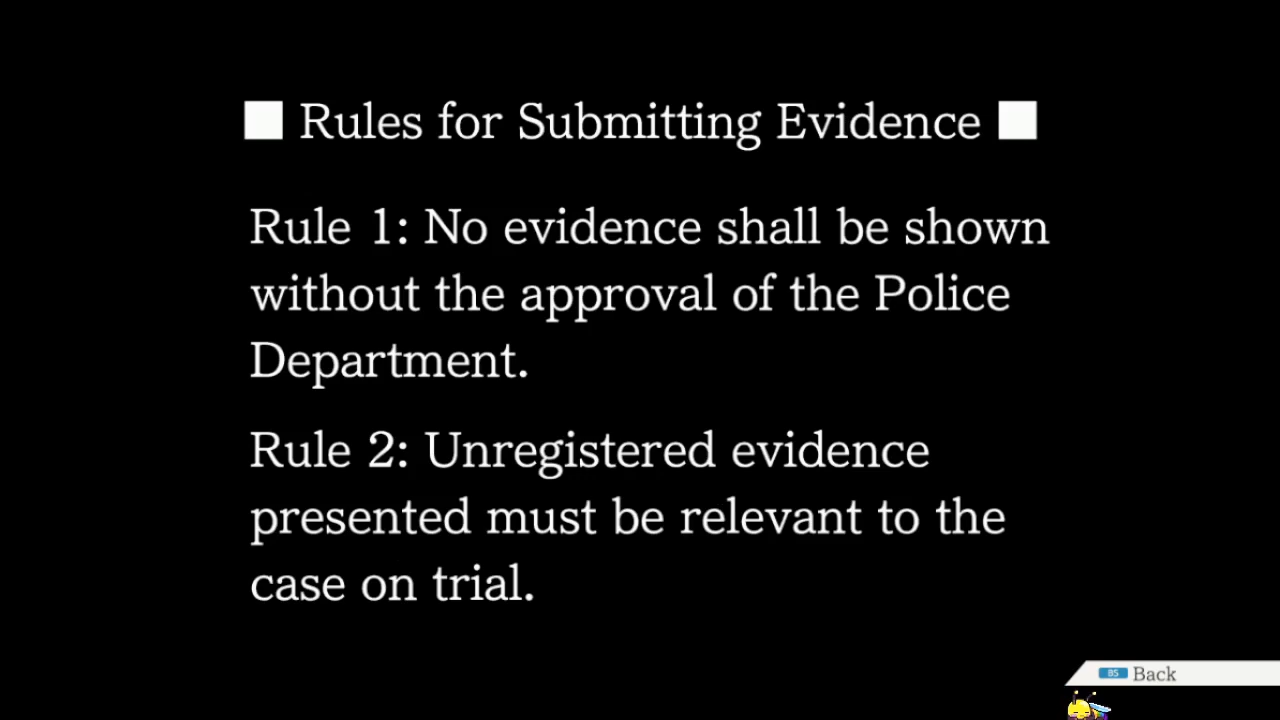 ■ Rules for Submitting Evidence ■
Rule 1: No evidence shall be shown
without the approval of the Police
Department.
Rule 2: Unregistered evidence
presented must be relevant to the
case on trial.
BS Back